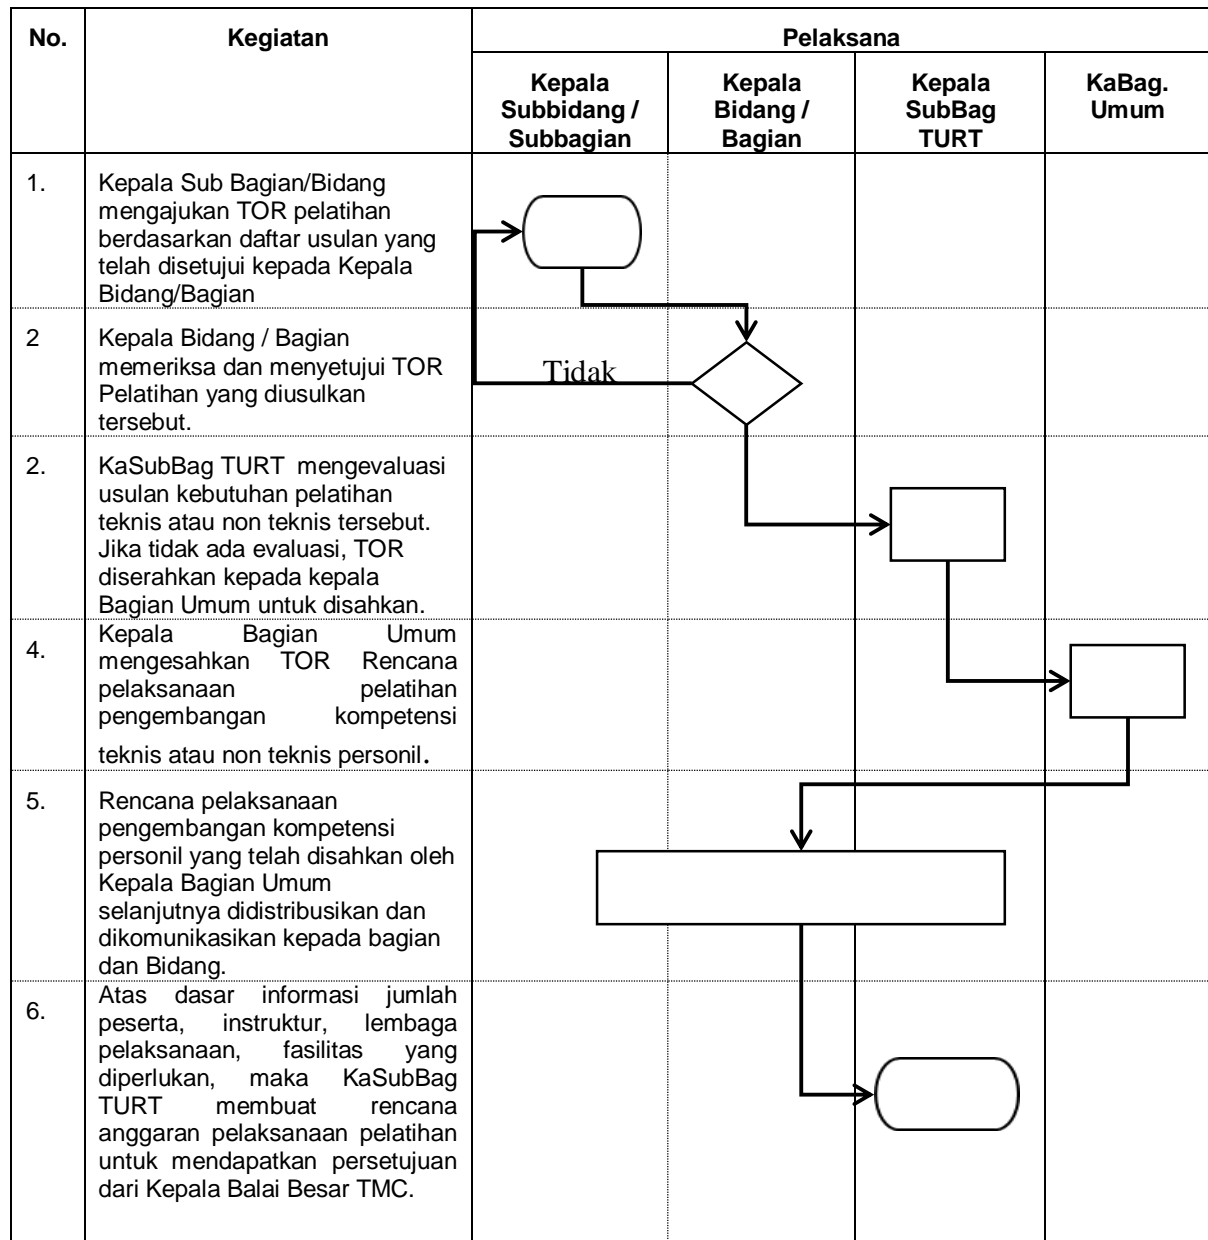 No.
Kegiatan
Pelaksana
Kepala
Subbidang /
Subbagian
Kepala
Bidang /
Bagian
Kepala
SubBag
TURT
KaBag.
Umum
1.
Kepala Sub Bagian/Bidang
mengajukan TOR pelatihan
berdasarkan daftar usulan yang
telah disetujui kepada Kepala
Bidang/Bagian
2
Kepala Bidang / Bagian
memeriksa dan menyetujui TOR
Pelatihan yang diusulkan
tersebut.
Tidak
2.
KaSubBag TURT mengevaluasi
usulan kebutuhan pelatihan
teknis atau non teknis tersebut.
Jika tidak ada evaluasi, TOR
diserahkan kepada kepala
Bagian Umum untuk disahkan.
4.
Kepala Bagian Umum
mengesahkan TOR Rencana
pelaksanaan pelatihan
pengembangan kompetensi
teknis atau non teknis personil.
5.
Rencana pelaksanaan
pengembangan kompetensi
personil yang telah disahkan oleh
Kepala Bagian Umum
selanjutnya didistribusikan dan
dikomunikasikan kepada bagian
dan Bidang.
6.
Atas dasar informasi jumlah
peserta, instruktur, lembaga
pelaksanaan, fasilitas yang
diperlukan, maka KaSubBag
TURT membuat rencana
anggaran pelaksanaan pelatihan
untuk mendapatkan persetujuan
dari Kepala Balai Besar TMC.